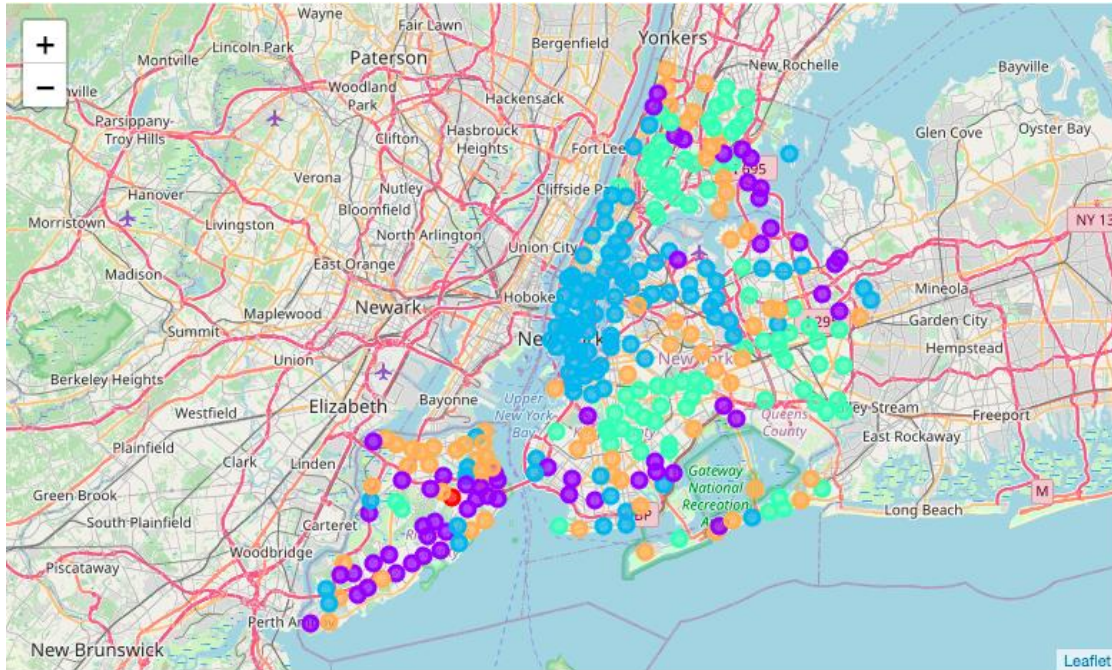 +
−
Wayne
Fair Lawn
Yonkers
Lincoln Park
Bergenfield
Montville
Paterson
New Rochelle
Bayville
Woodland Park
Hackensack
Parsippany-Troy Hills
Hasbrouck Heights
Clifton
Fort Lee
Glen Cove
Oyster Bay
Verona
695
Hanover
Nutley
Cliffside
Bloomfield
Morristown
Livingston
North Arlington
NY 13
Union City
East Orange
Madison
Mineola
Newark
Maplewood
Summit
Garden City
Union
New York
Hempstead
Berkeley Heights
Elizabeth
Bayonne
Upper New York Bay
Queens County
Freeport
Westfield
Plainfield
East Rockaway
Linden
Clark
Gateway National Recreation
Green Brook
M
Long Beach
South Plainfield
Carteret
Woodbridge
Piscataway
Perth
New Brunswick
Leaflet